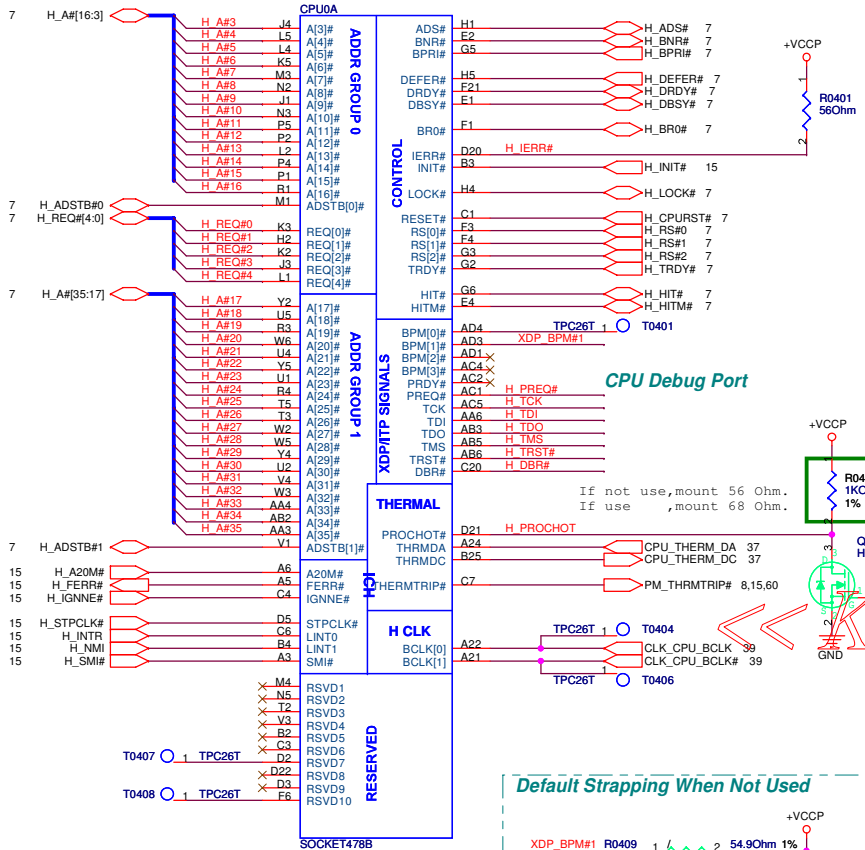 CPU0A
7 H_A#[16:3]
H_A#3 J4 A[3]# ADS# H1 H_ADS# 7
H_A#4 L5 A[4]# BNR# E2 H_BNR# 7
H_A#5 L4 A[5]# BPRI# G5 H_BPRI# 7
H_A#6 K5 A[6]#
H_A#7 M3 A[7]# DEFER# H5 H_DEFER# 7
H_A#8 N2 A[8]# DRDY# F21 H_DRDY# 7
H_A#9 J1 A[9]# DBSY# E1 H_DBSY# 7
H_A#10 N3 A[10]#
H_A#11 P5 A[11]# BR0# F1 H_BR0# 7
H_A#12 P2 A[12]#
H_A#13 L2 A[13]# IERR# D20 H_IERR#
H_A#14 P4 A[14]# INIT# B3 H_INIT# 15
H_A#15 P1 A[15]#
H_A#16 R1 A[16]# LOCK# H4 H_LOCK# 7
7 H_ADSTB#0 M1 ADSTB[0]#
ADDR GROUP 0
CONTROL
+VCCP
1
R0401
56Ohm
2
7 H_REQ#[4:0]
RESET# C1 H_CPURST# 7
H_REQ#0 K3 REQ[0]# RS[0]# F3 H_RS#0 7
H_REQ#1 H2 REQ[1]# RS[1]# F4 H_RS#1 7
H_REQ#2 K2 REQ[2]# RS[2]# G3 H_RS#2 7
H_REQ#3 J3 REQ[3]# TRDY# G2 H_TRDY# 7
H_REQ#4 L1 REQ[4]#
7 H_A#[35:17]
HIT# G6 H_HIT# 7
H_A#17 Y2 A[17]# HITM# E4 H_HITM# 7
H_A#18 U5 A[18]#
H_A#19 R3 A[19]# BPM[0]# AD4 TPC26T 1 T0401
H_A#20 W6 A[20]# BPM[1]# AD3 XDP_BPM#1
H_A#21 U4 A[21]# BPM[2]# AD1
H_A#22 Y5 A[22]# BPM[3]# AC4
H_A#23 U1 A[23]# PRDY# AC2
H_A#24 R4 A[24]# PREQ# AC1 H_PREQ#
H_A#25 T5 A[25]# TCK AC5 H_TCK
H_A#26 T3 A[26]# TDI AA6 H_TDI
H_A#27 W2 A[27]# TDO AB3 H_TDO
H_A#28 W5 A[28]# TMS AB5 H_TMS
H_A#29 Y4 A[29]# TRST# AB6 H_TRST#
H_A#30 U2 A[30]# DBR# C20 H_DBR#
H_A#31 V4 A[31]#
H_A#32 W3 A[32]#
H_A#33 AA4 A[33]#
H_A#34 AB2 A[34]#
H_A#35 AA3 A[35]#
7 H_ADSTB#1 V1 ADSTB[1]#
ADDR GROUP 1
XDP/ITP SIGNALS
CPU Debug Port
If not use,mount 56 Ohm.
If use ,mount 68 Ohm.
+VCCP
1
1%
2
THERMAL
PROCHOT# D21 H_PROCHOT
THRMDA A24 CPU_THERM_DA 37
THRMDC B25 CPU_THERM_DC 37
THERMTRIP# C7 PM_THRMTRIP# 8,15,60
3
2
GND
15 H_A20M# A6 A20M#
15 H_FERR# A5 FERR#
15 H_IGNNE# C4 IGNNE#
ICH
15 H_STPCLK# D5 STPCLK#
15 H_INTR C6 LINT0
15 H_NMI B4 LINT1
15 H_SMI# A3 SMI#
H CLK
TPC26T 1 T0404
BCLK[0] A22 CLK_CPU_BCLK 39
BCLK[1] A21 CLK_CPU_BCLK# 39
TPC26T 1 T0406
M4 RSVD1
N5 RSVD2
T2 RSVD3
V3 RSVD4
B2 RSVD5
C3 RSVD6
T0407 1 TPC26T D2 RSVD7
D22 RSVD8
D3 RSVD9
T0408 1 TPC26T F6 RSVD10
RESERVED
SOCKET478B
Default Strapping When Not Used
+VCCP
XDP_BPM#1 R0409 1 2 54.9Ohm 1%